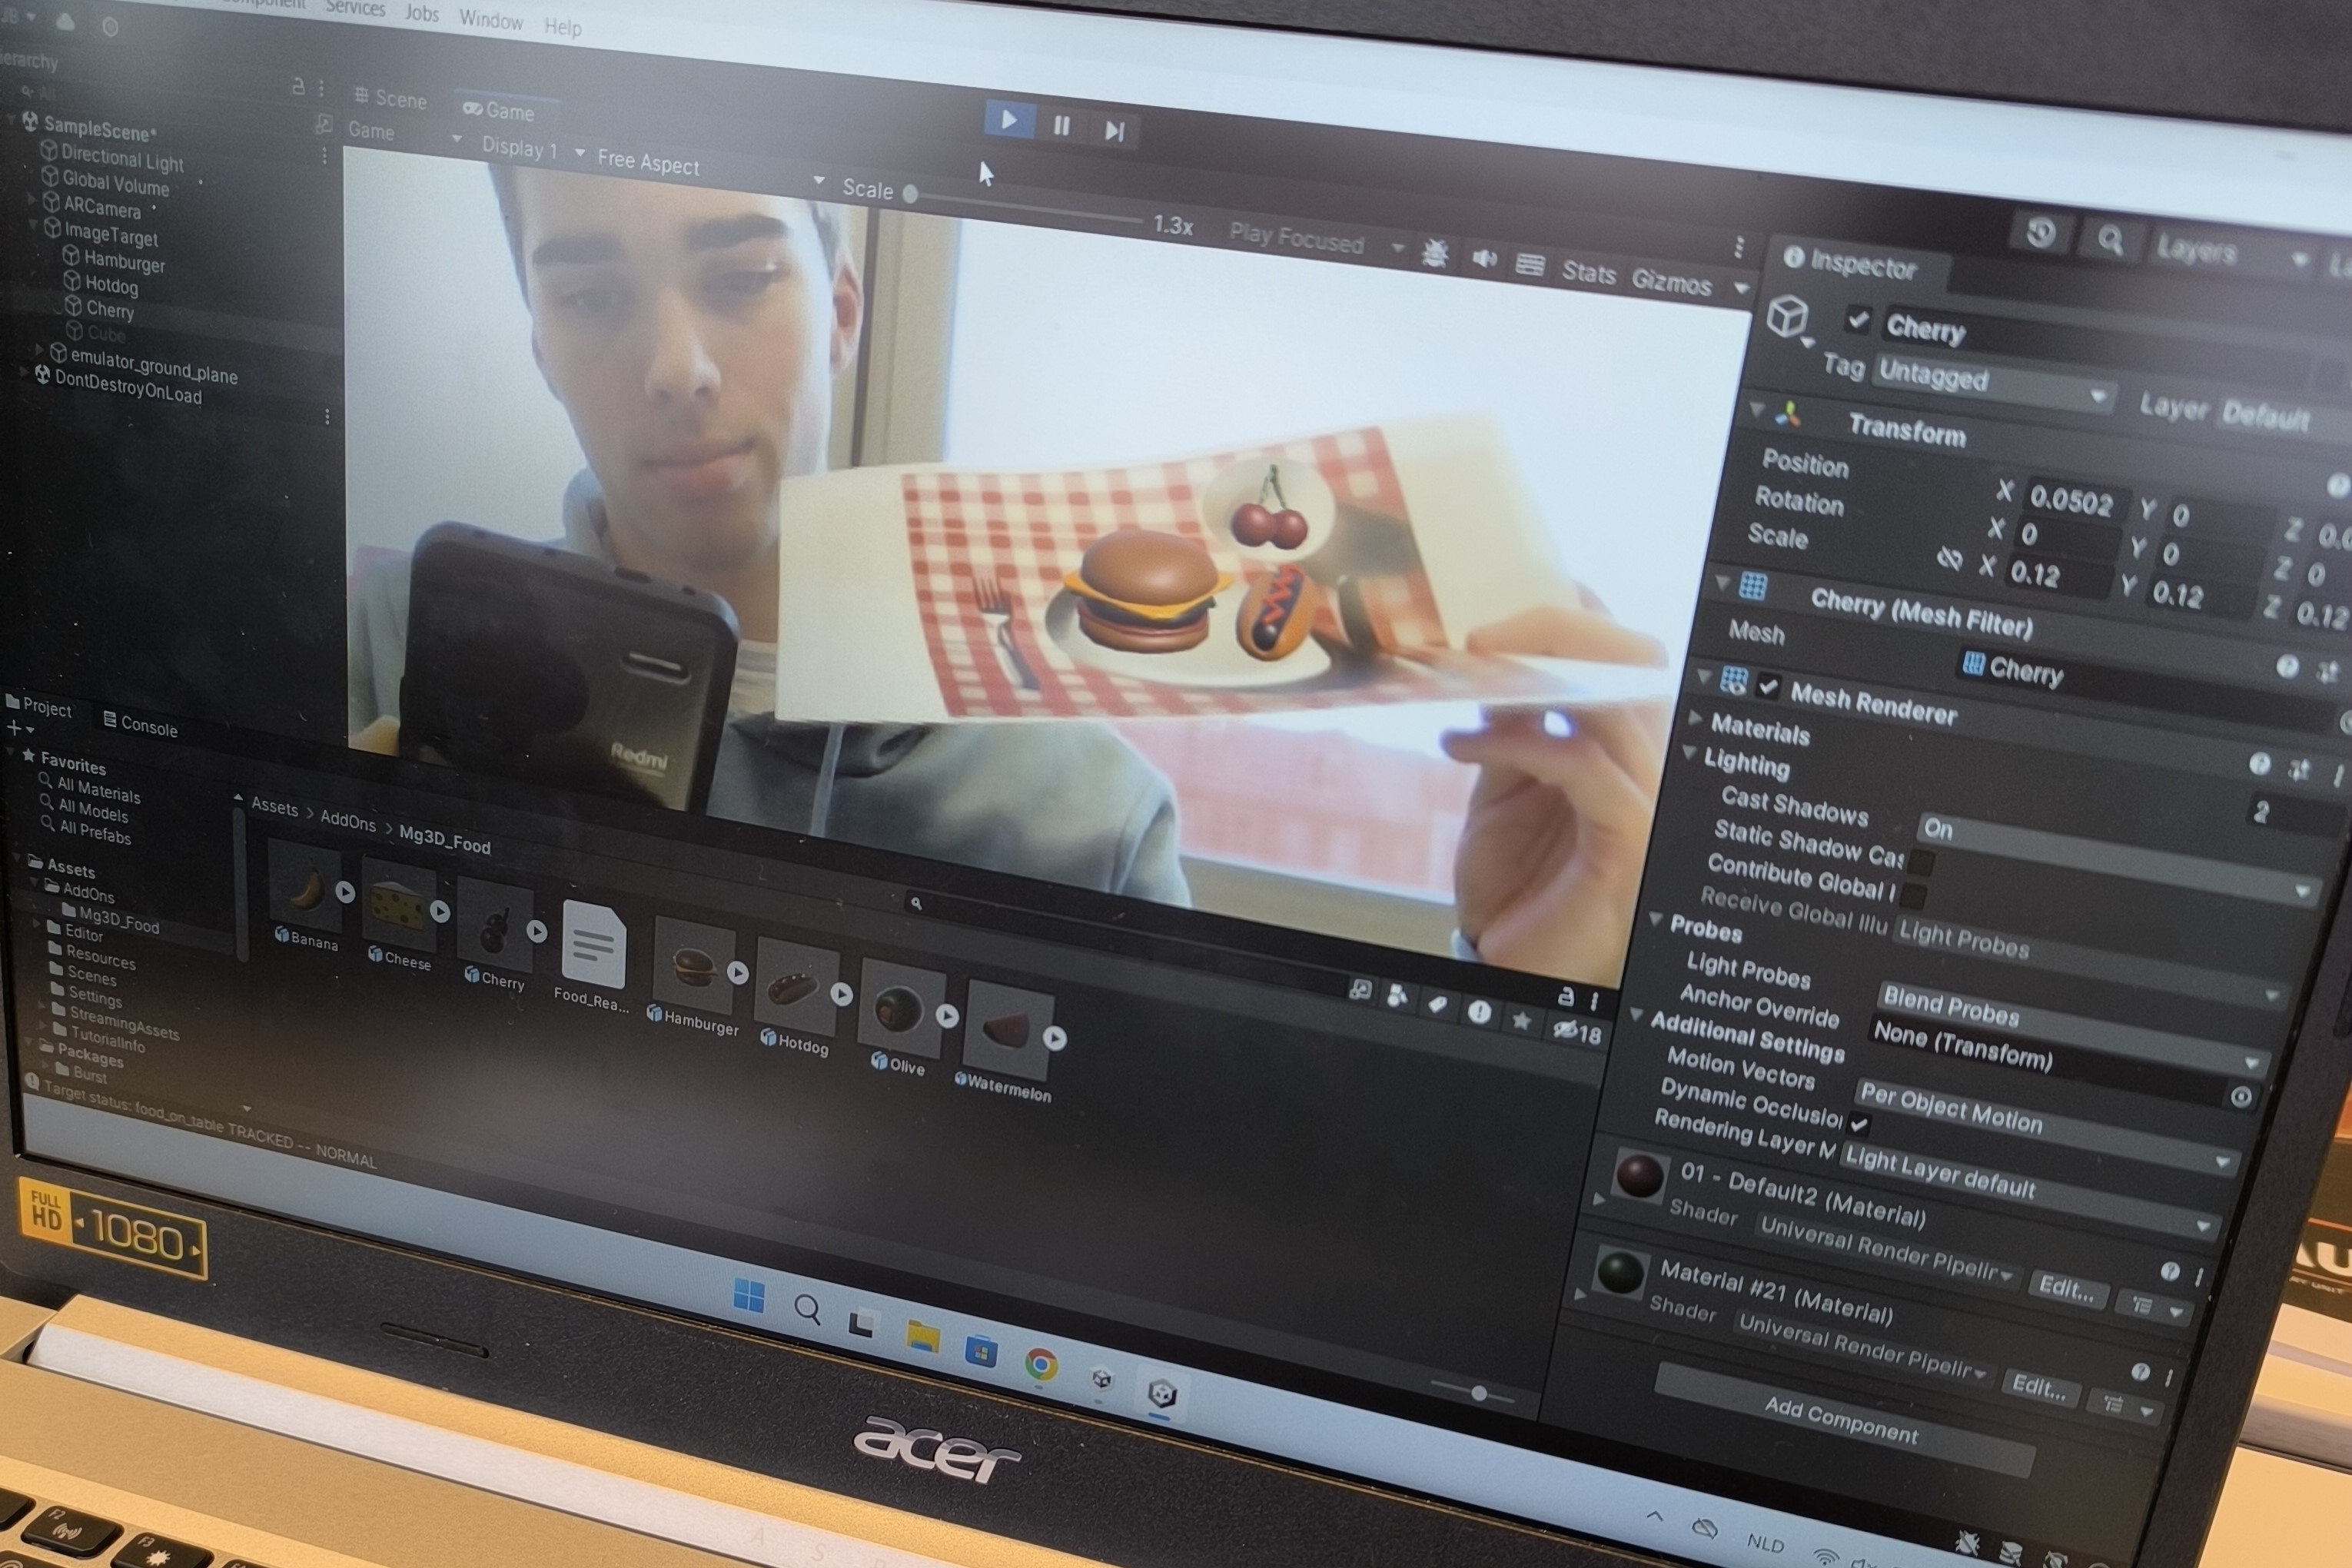 Services Jobs Window Help
SampleScene*
Directional Light
Global Volume
ARCamera
ImageTarget
Hamburger
Hotdog
Cherry
Cube
emulator_ground_plane
DontDestroyOnLoad
Scene
Game
Game
Display 1
Free Aspect
Scale
1.3x
Play Focused
Stats
Gizmos
Redmi
Layers
Inspector
Cherry
Tag Untagged
Layer Default
Transform
Position X 0.0502 Y 0
Rotation X 0 Y 0 Z 0
Scale X 0.12 Y 0.12 Z 0.12
Cherry (Mesh Filter)
Mesh Cherry
Mesh Renderer
Materials
2
Lighting
Cast Shadows On
Static Shadow Cas
Contribute Global I
Receive Global Illu Light Probes
Probes
Light Probes Blend Probes
Anchor Override None (Transform)
Additional Settings
Motion Vectors Per Object Motion
Dynamic Occlusion
Rendering Layer M Light Layer default
01 - Default2 (Material)
Shader Universal Render Pipelir
Edit...
Material #21 (Material)
Shader Universal Render Pipelir
Edit...
Add Component
Project
Console
Favorites
All Materials
All Models
All Prefabs
Assets
AddOns
Mg3D_Food
Editor
Resources
Scenes
Settings
StreamingAssets
TutorialInfo
Packages
Burst
Assets > AddOns > Mg3D_Food
Banana
Cheese
Cherry
Food_Rea...
Hamburger
Hotdog
Olive
Watermelon
18
Target status: food_on_table TRACKED -- NORMAL
FULL HD 1080
acer
NLD
F2
F3